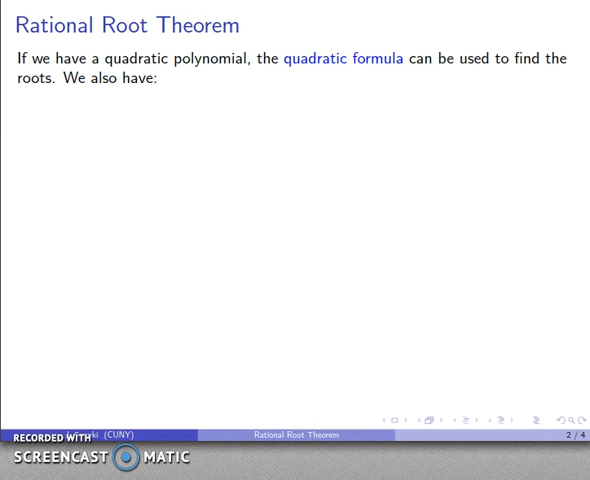 Rational Root Theorem
If we have a quadratic polynomial, the quadratic formula can be used to find the
roots. We also have:
(CUNY)
Rational Root Theorem
2 / 4
RECORDED WITH
SCREENCAST MATIC